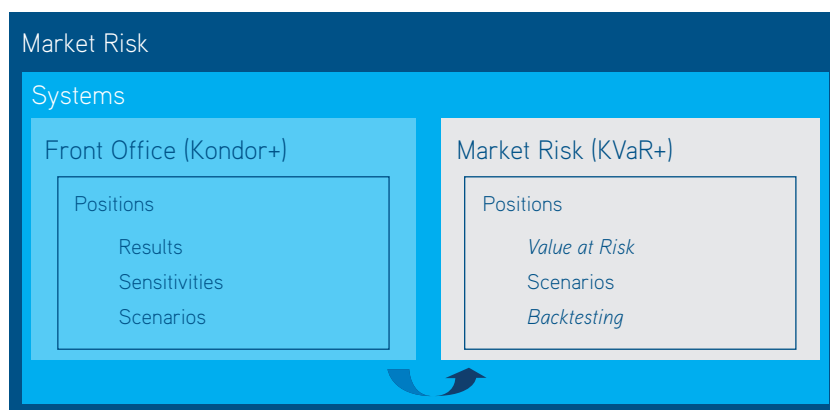 Market Risk
Systems
Front Office (Kondor+)
Positions
Results
Sensitivities
Scenarios
Market Risk (KVaR+)
Positions
Value at Risk
Scenarios
Backtesting